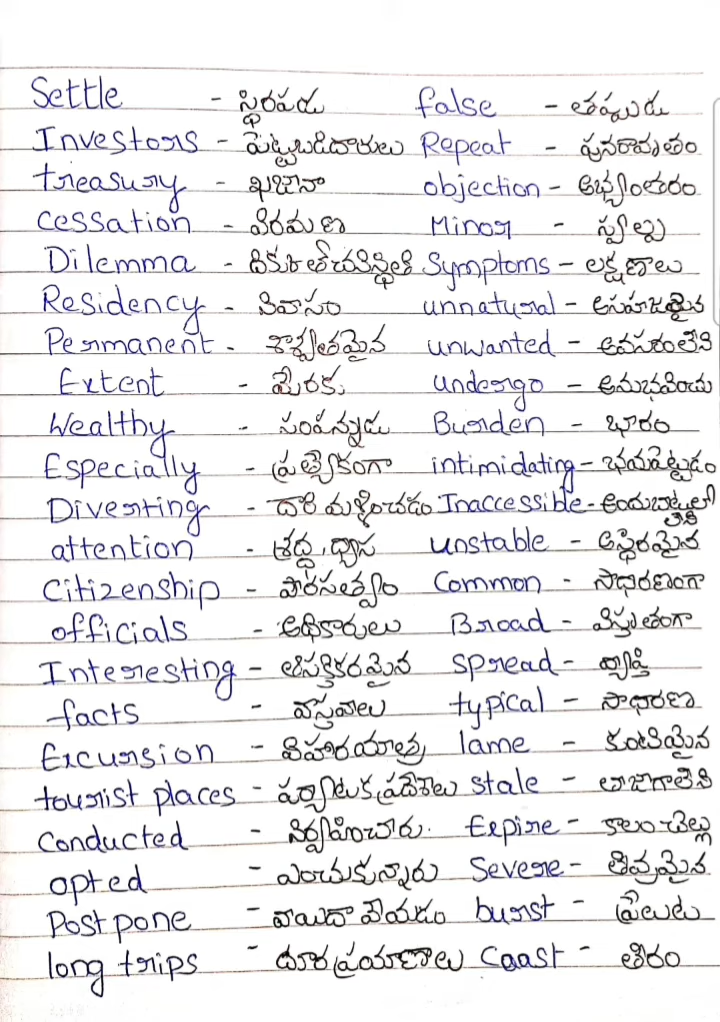 Settle - స్థిరపడు false - తప్పుడు
Investors - పెట్టుబడిదారులు Repeat - పునరావృతం
treasury - ఖజానా objection - అభ్యంతరం
cessation - విరమణ Minor - స్వల్ప
Dilemma - Symptoms - లక్షణాలు
Residency - నివాసం unnatural - అసహజమైన
Permanent - శాశ్వతమైన unwanted - అవసరంలేని
Extent - మేరకు undergo - అనుభవించు
Wealthy - సంపన్నుడు Burden - భారం
Especially - ప్రత్యేకంగా intimidating - భయపెట్టడం
Diverting - దారి మళ్ళించడం Inaccessible - అందుబాటులో లేని
attention - శ్రద్ధ, ధ్యాస unstable - అస్థిరమైన
Citizenship - పౌరసత్వం Common - సాధారణంగా
officials - అధికారులు Broad - విస్తృతంగా
Interesting - ఆసక్తికరమైన spread - వ్యాప్తి
facts - వాస్తవాలు typical - సాధారణ
Excursion - విహారయాత్ర lame - కుంటియైన
tourist places - పర్యాటక ప్రదేశాలు stale - తాజాగాలేని
Conducted - నిర్వహించారు. Expire - కాలం చెల్లు
opted - ఎంచుకున్నారు Severe - తీవ్రమైన
Postpone - వాయిదా వేయడం burst - ప్రేలుట
long trips - దూర ప్రయాణాలు Caast - తీరం